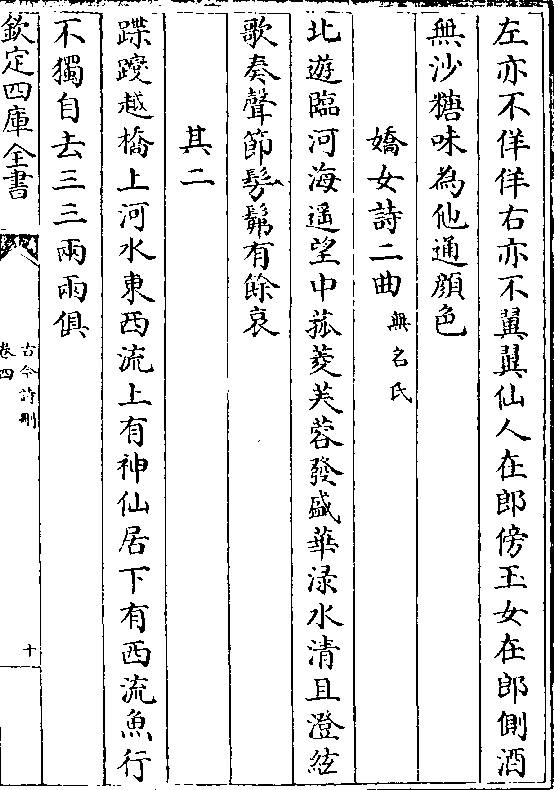 左亦不佯佯右亦不翼翼仙人在郎傍玉女在郎側酒
無沙糖味為他通顔色
嬌女詩二曲 無名氏
北遊臨河海遥望中菰菱芙蓉發盛華渌水清且澄絃
歌奏聲節髣髴有餘哀
其二
蹀躞越橋上河水東西流上有神仙居下有西流魚行
不獨自去三三兩兩俱
欽定四庫全書
古今詩刪
卷四
十